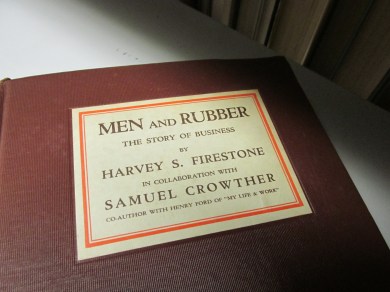 MEN AND RUBBER
THE STORY OF BUSINESS
BY
HARVEY S. FIRESTONE
IN COLLABORATION WITH
SAMUEL CROWTHER
CO-AUTHOR WITH HENRY FORD OF "MY LIFE & WORK"